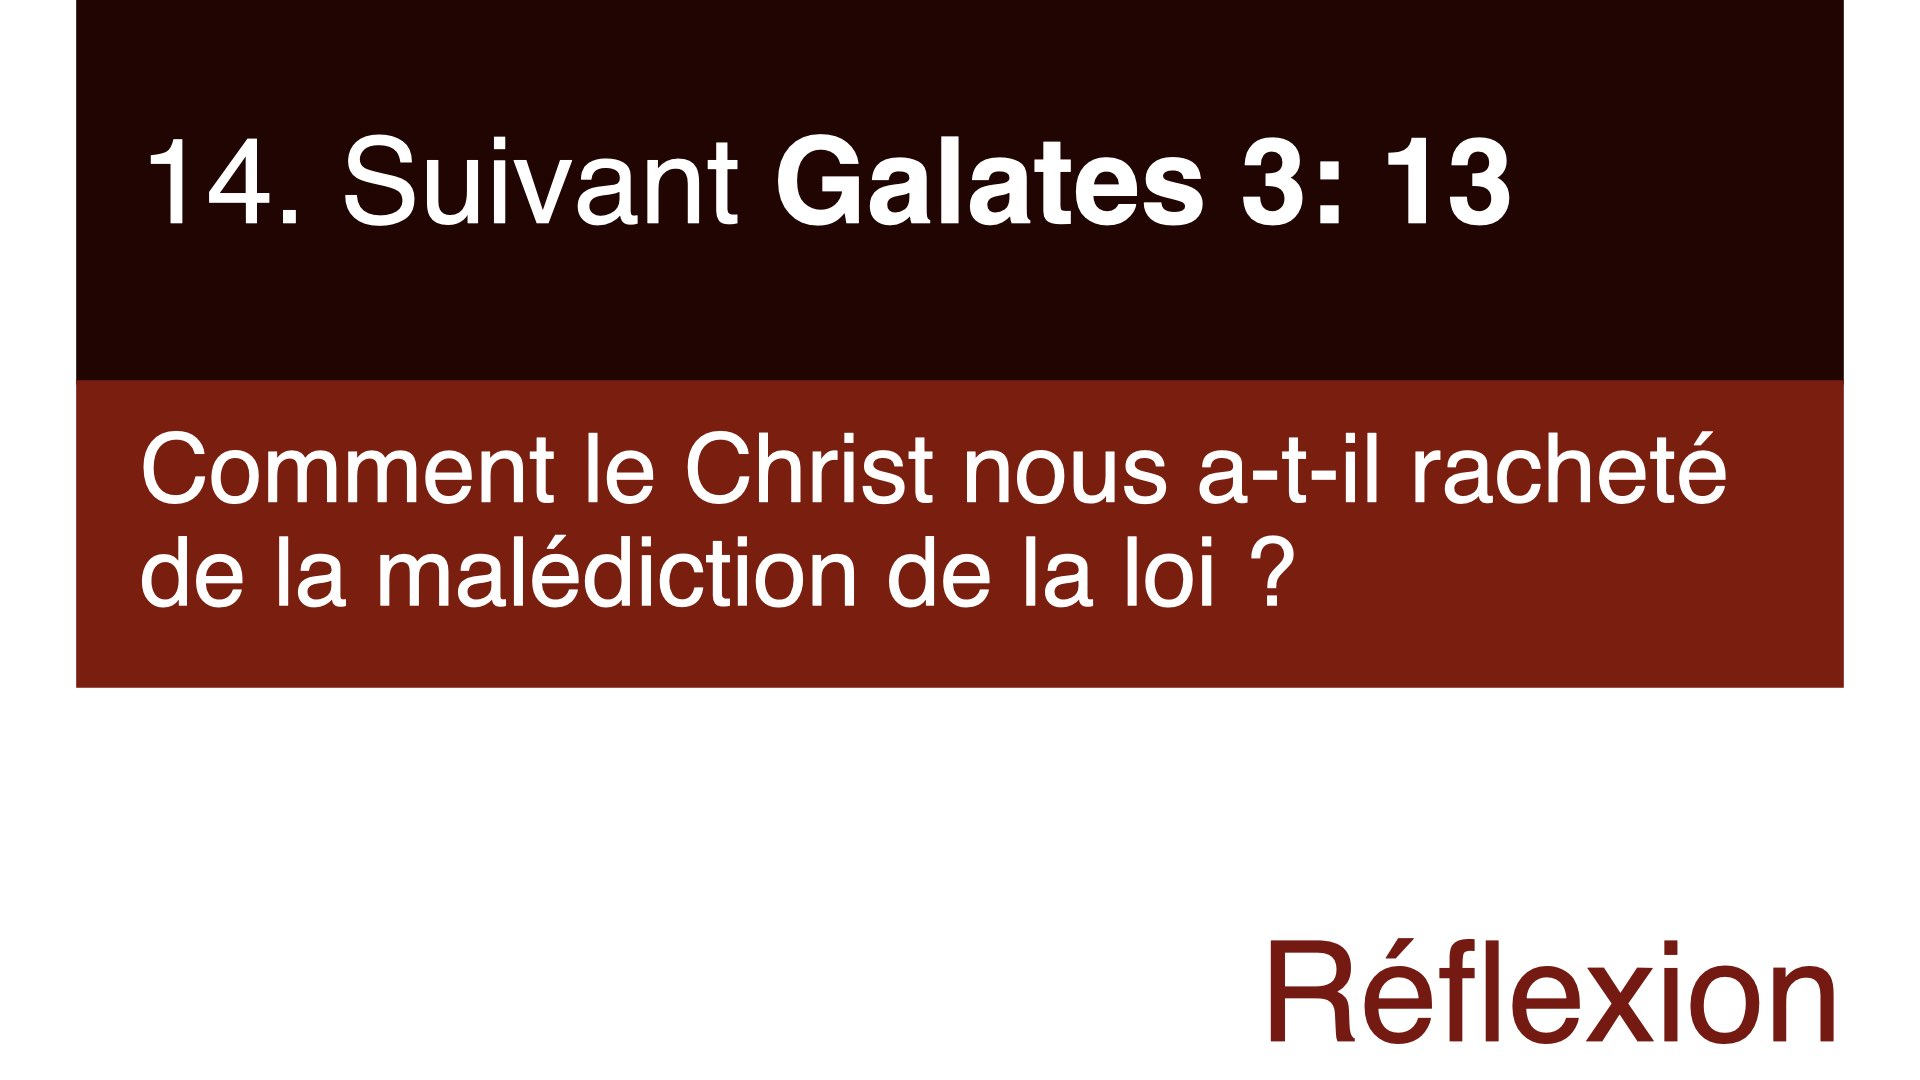 14. Suivant Galates 3: 13
Comment le Christ nous a-t-il racheté
de la malédiction de la loi ?
Réflexion